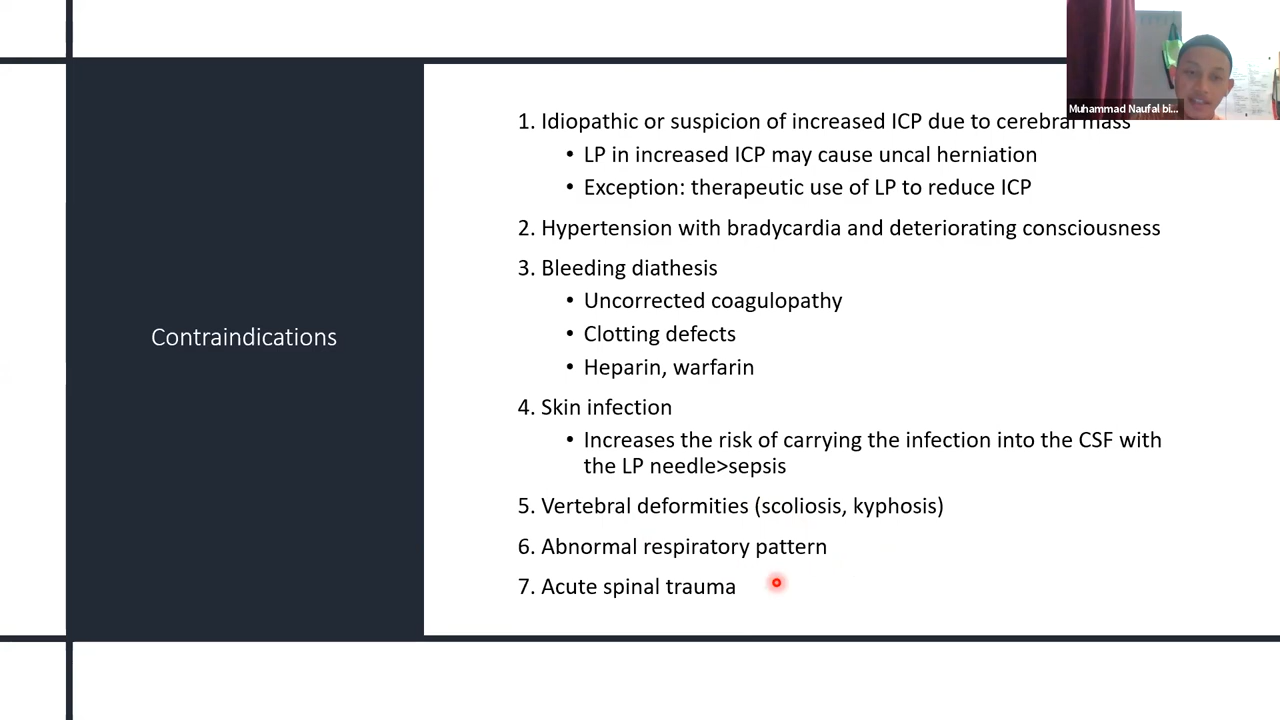 Muhammad Naufal bi...
1. Idiopathic or suspicion of increased ICP due to cerebral mass
• LP in increased ICP may cause uncal herniation
• Exception: therapeutic use of LP to reduce ICP
2. Hypertension with bradycardia and deteriorating consciousness
3. Bleeding diathesis
• Uncorrected coagulopathy
• Clotting defects
• Heparin, warfarin
Contraindications
4. Skin infection
• Increases the risk of carrying the infection into the CSF with
the LP needle>sepsis
5. Vertebral deformities (scoliosis, kyphosis)
6. Abnormal respiratory pattern
7. Acute spinal trauma